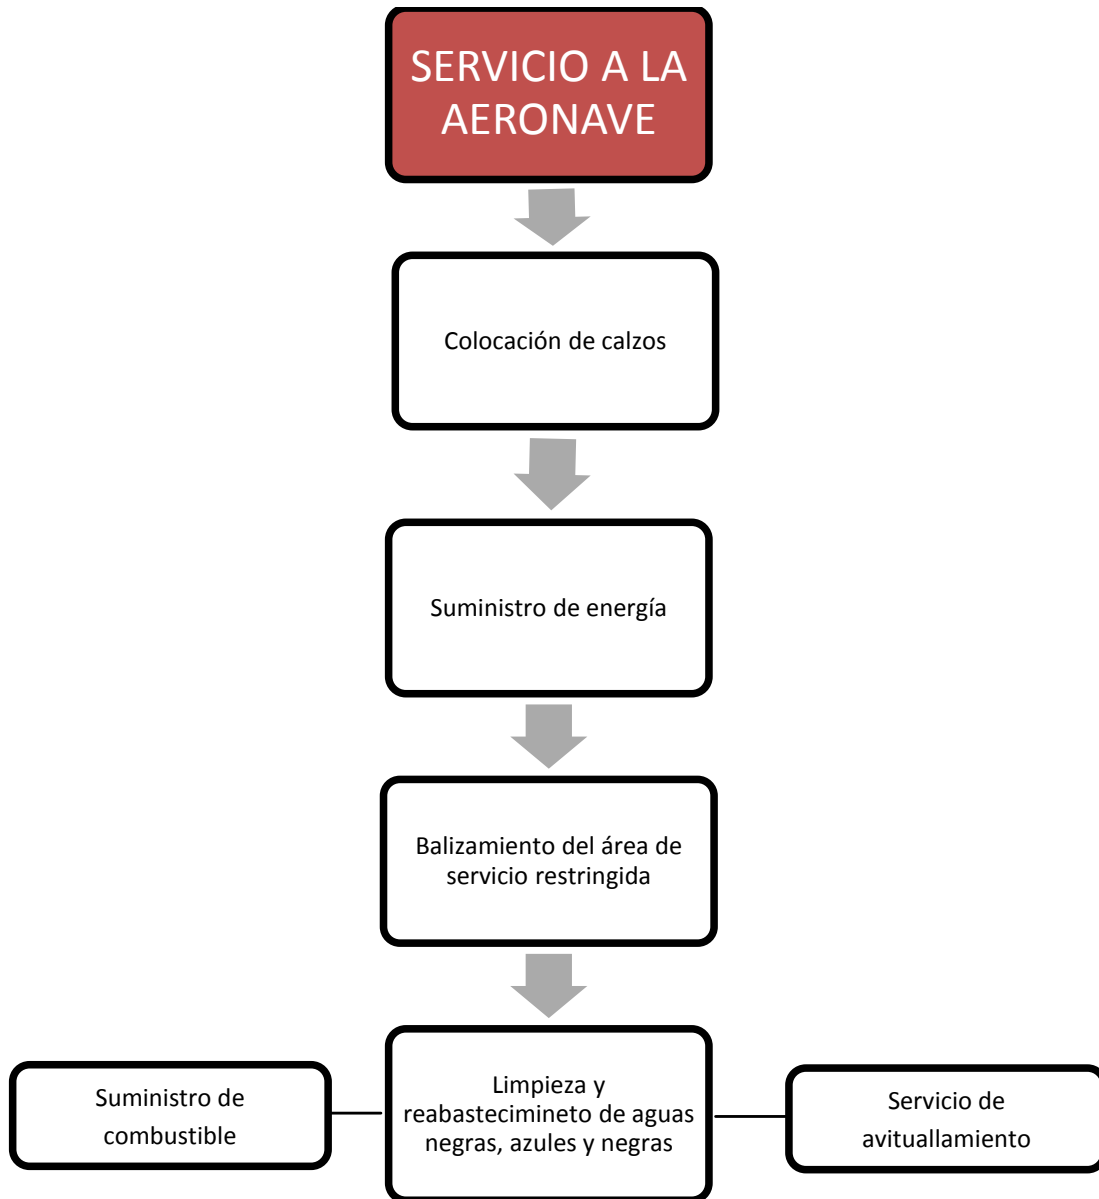 SERVICIO A LA
AERONAVE
Colocación de calzos
Suministro de energía
Balizamiento del área de
servicio restringida
Suministro de
combustible
Limpieza y
reabastecimineto de aguas
negras, azules y negras
Servicio de
avituallamiento